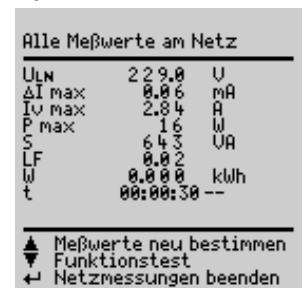 Alle Meßwerte am Netz
ULN 229.0 V
ΔI max 0.06 mA
Iv max 2.84 A
P max 16 W
S 643 VA
LF 0.02
W 0.000 kWh
t 00:00:30 --
▲ Meßwerte neu bestimmen
▼ Funktionstest
↵ Netzmessungen beenden